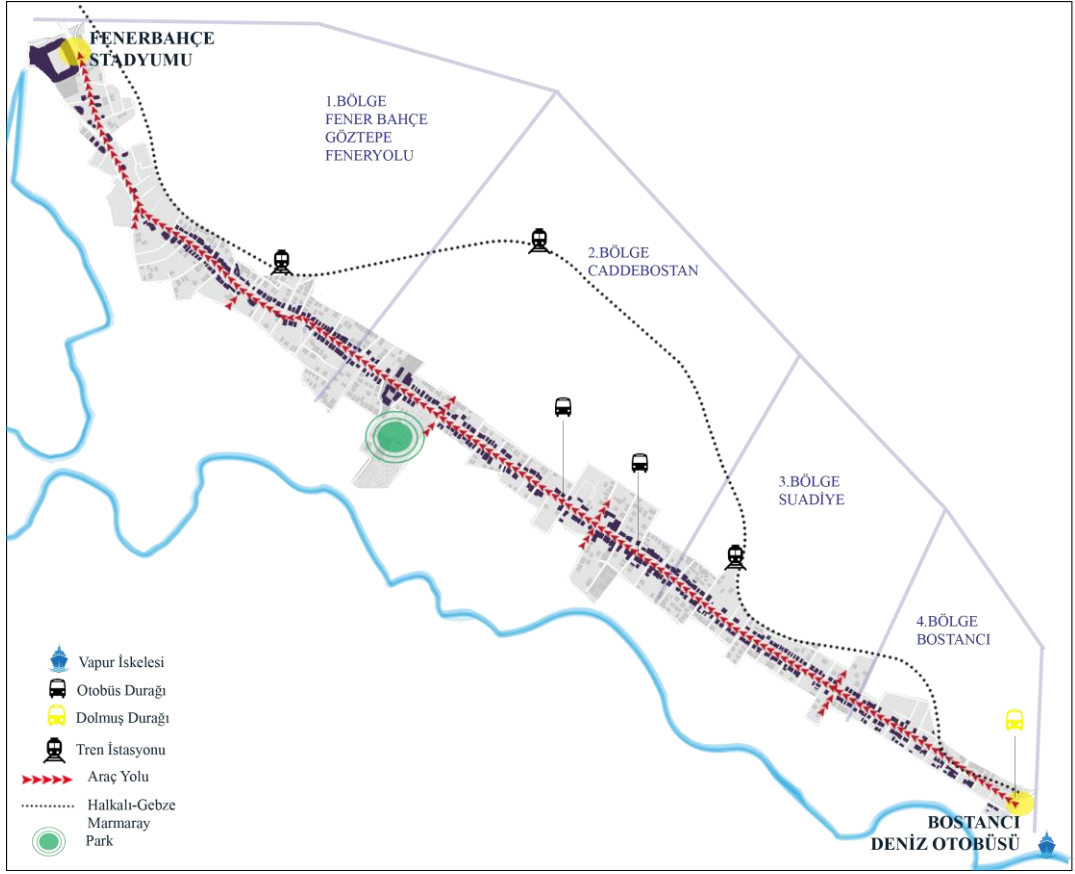 FENERBAHÇE
STADYUMU
1.BÖLGE
FENER BAHÇE
GÖZTEPE
FENERYOLU
2.BÖLGE
CADDEBOSTAN
3.BÖLGE
SUADİYE
4.BÖLGE
BOSTANCI
Vapur İskelesi
Otobüs Durağı
Dolmuş Durağı
Tren İstasyonu
Araç Yolu
Halkalı-Gebze
Marmaray
Park
BOSTANCI
DENİZ OTOBÜSÜ